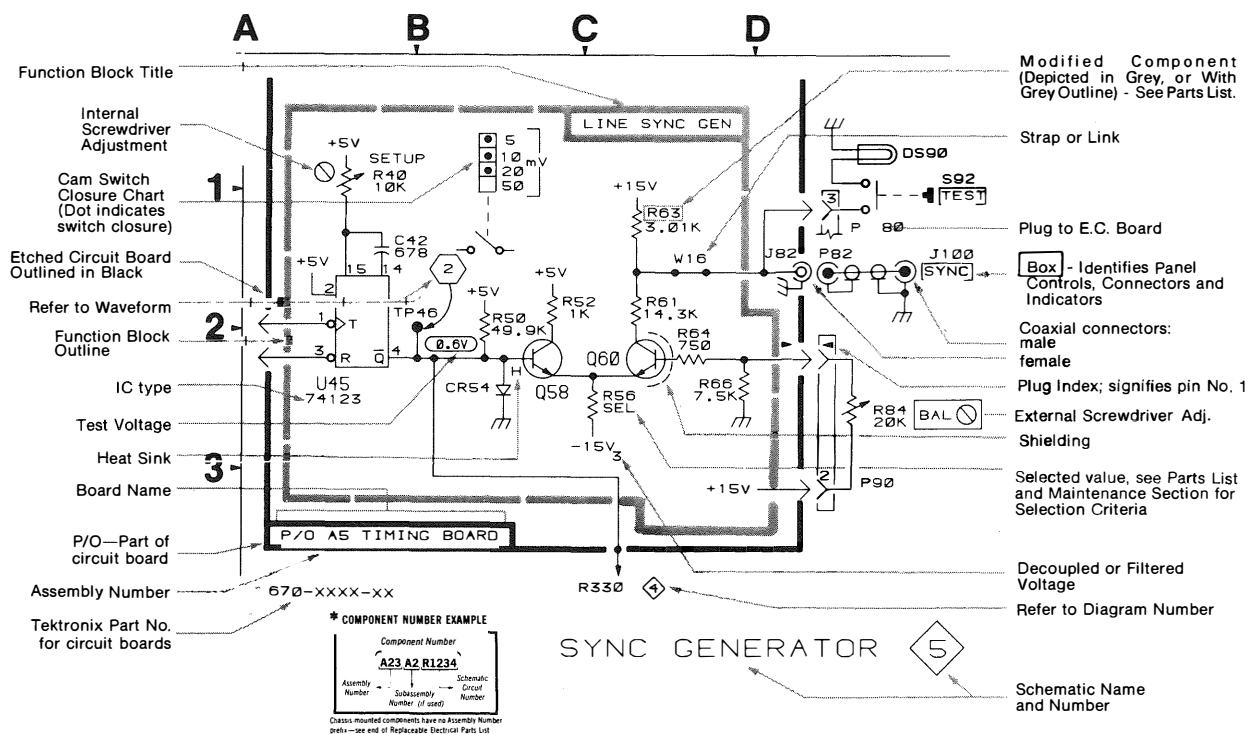 A B C D
1
2
3
Function Block Title
Internal
Screwdriver
Adjustment
Cam Switch
Closure Chart
(Dot indicates
switch closure)
Etched Circuit Board
Outlined in Black
Refer to Waveform
Function Block
Outline
IC type
Test Voltage
Heat Sink
Board Name
P/O—Part of
circuit board
Assembly Number
Tektronix Part No.
for circuit boards
LINE SYNC GEN
+5V
SETUP
R40
10K
5
10
20
50
mV
C42
678
+5V
15 14
2
1 T
3 R
Q 4
U45
74123
2
TP46
0.6V
+5V
R50
49.9K
CR54
H
+5V
R52
1K
Q58
Q60
R56
SEL
-15V
3
+15V
R63
3.01K
W16
R61
14.3K
R64
750
R66
7.5K
+15V
DS90
S92
TEST
3
P 80
J82 P82
J100
SYNC
R84
20K
BAL
2
P90
P/O A5 TIMING BOARD
670-XXXX-XX
R330 4
SYNC GENERATOR 5
* COMPONENT NUMBER EXAMPLE
Component Number
A23 A2 R1234
Assembly
Number
Subassembly
Number (if used)
Schematic
Circuit
Number
Chassis-mounted components have no Assembly Number
prefix—see end of Replaceable Electrical Parts List
Modified Component
(Depicted in Grey, or With
Grey Outline) - See Parts List.
Strap or Link
Plug to E.C. Board
Box - Identifies Panel
Controls, Connectors and
Indicators
Coaxial connectors:
male
female
Plug Index; signifies pin No. 1
External Screwdriver Adj.
Shielding
Selected value, see Parts List
and Maintenance Section for
Selection Criteria
Decoupled or Filtered
Voltage
Refer to Diagram Number
Schematic Name
and Number